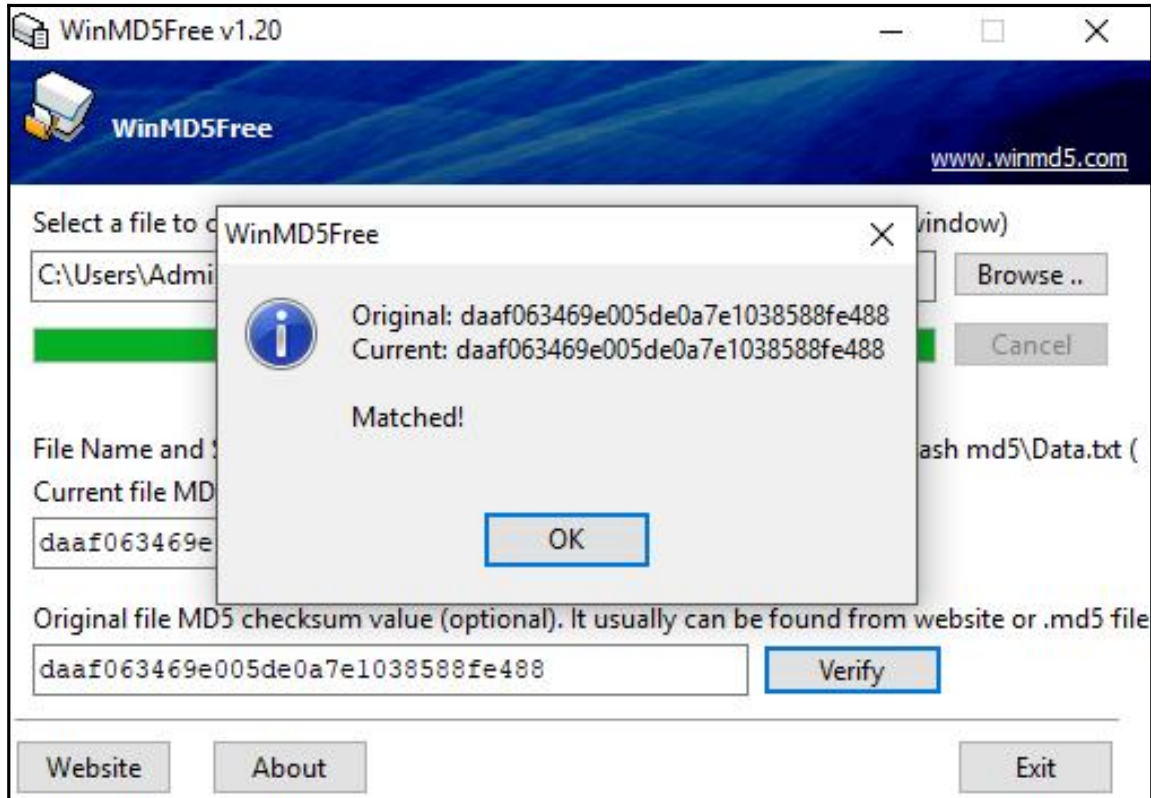 WinMD5Free v1.20
WinMD5Free
www.winmd5.com
Select a file to
window)
C:\Users\Admi
Browse ..
Cancel
WinMD5Free
Original: daaf063469e005de0a7e1038588fe488
Current: daaf063469e005de0a7e1038588fe488
Matched!
OK
File Name and
ash md5\Data.txt (
Current file MD
daaf063469e
Original file MD5 checksum value (optional). It usually can be found from website or .md5 file
daaf063469e005de0a7e1038588fe488
Verify
Website
About
Exit